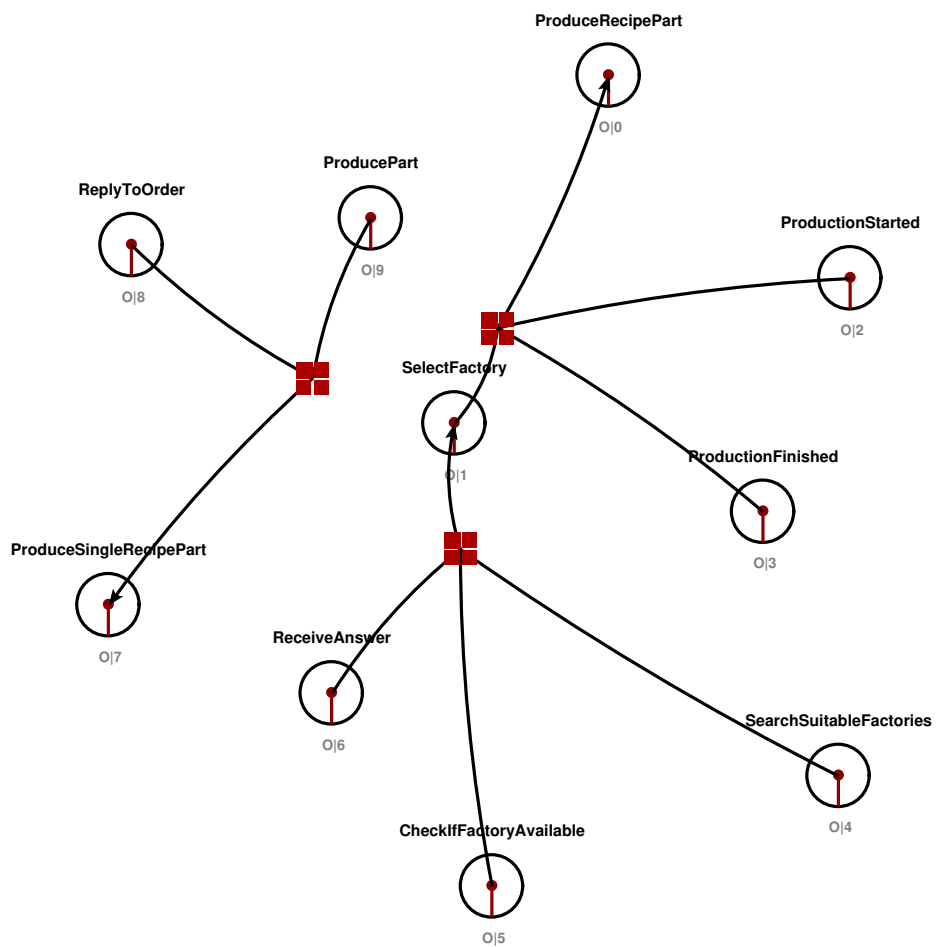 ProduceRecipePart
O|0
ProducePart
O|9
ReplyToOrder
O|8
ProductionStarted
O|2
SelectFactory
O|1
ProductionFinished
O|3
ProduceSingleRecipePart
O|7
ReceiveAnswer
O|6
SearchSuitableFactories
O|4
CheckIfFactoryAvailable
O|5